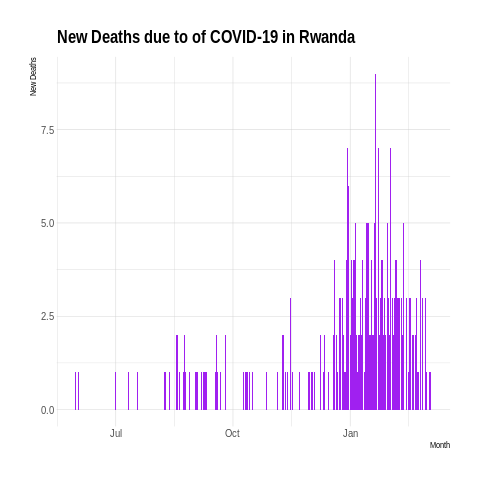 New Deaths due to of COVID-19 in Rwanda
New Deaths
7.5
5.0
2.5
0.0
Jul
Oct
Jan
Month